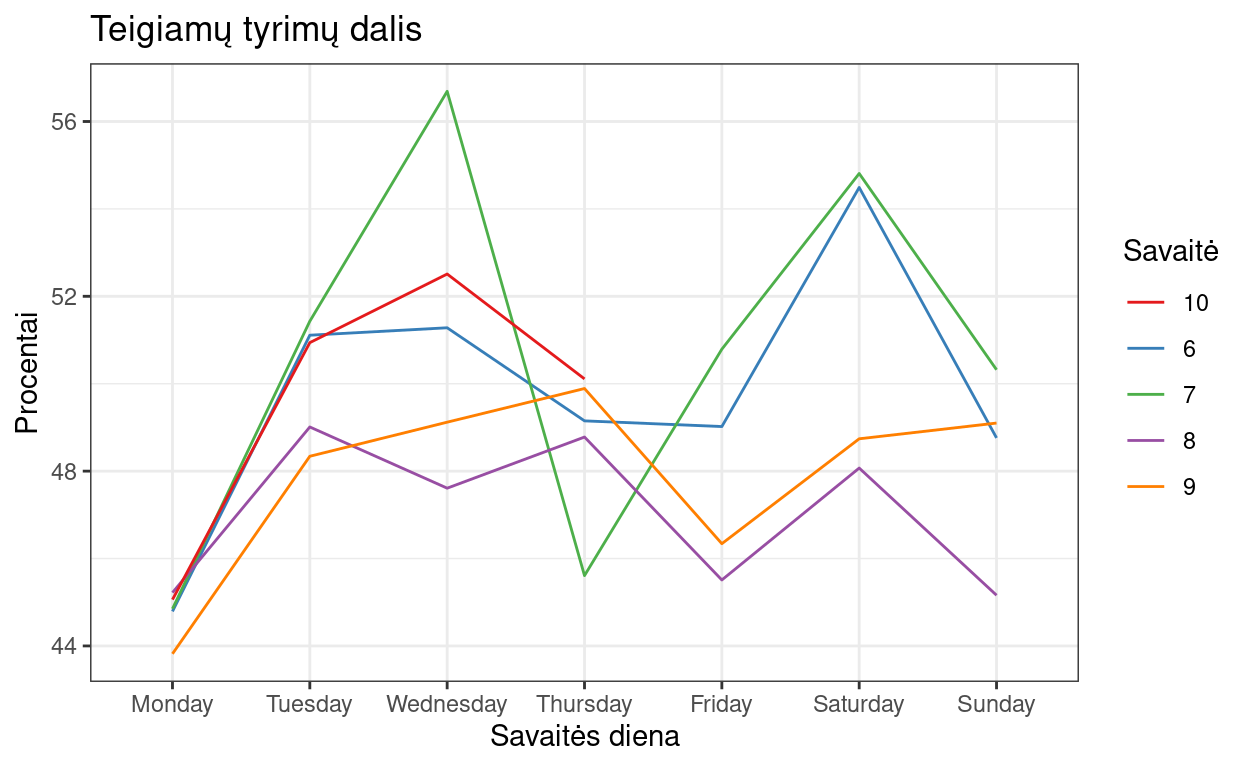 Teigiamų tyrimų dalis
Procentai
56
52
48
44
Monday Tuesday Wednesday Thursday Friday Saturday Sunday
Savaitės diena
Savaitė
10
6
7
8
9